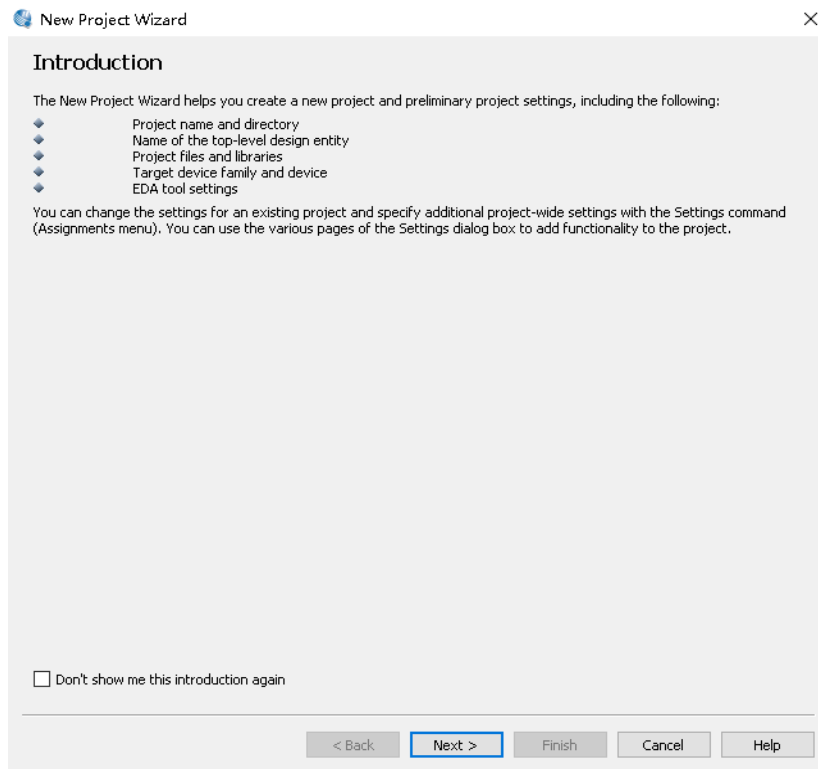 New Project Wizard
Introduction
The New Project Wizard helps you create a new project and preliminary project settings, including the following:
Project name and directory
Name of the top-level design entity
Project files and libraries
Target device family and device
EDA tool settings
You can change the settings for an existing project and specify additional project-wide settings with the Settings command
(Assignments menu). You can use the various pages of the Settings dialog box to add functionality to the project.
Don't show me this introduction again
< Back Next > Finish Cancel Help